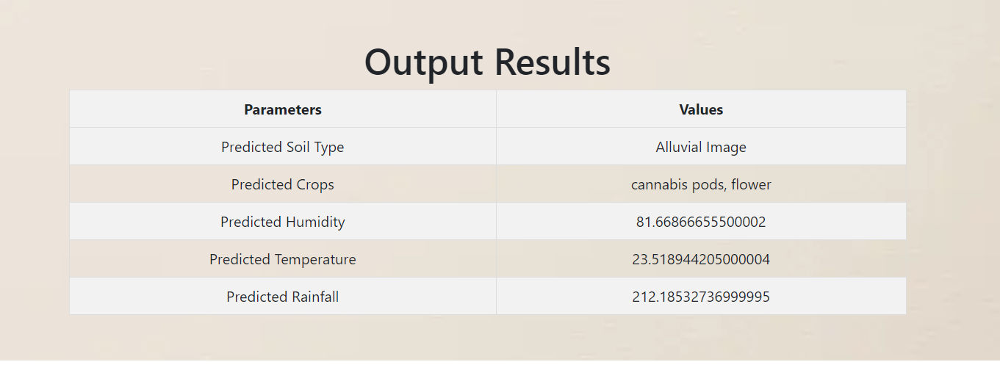 Output Results
Parameters Values
Predicted Soil Type Alluvial Image
Predicted Crops cannabis pods, flower
Predicted Humidity 81.66866655500002
Predicted Temperature 23.518944205000004
Predicted Rainfall 212.18532736999995